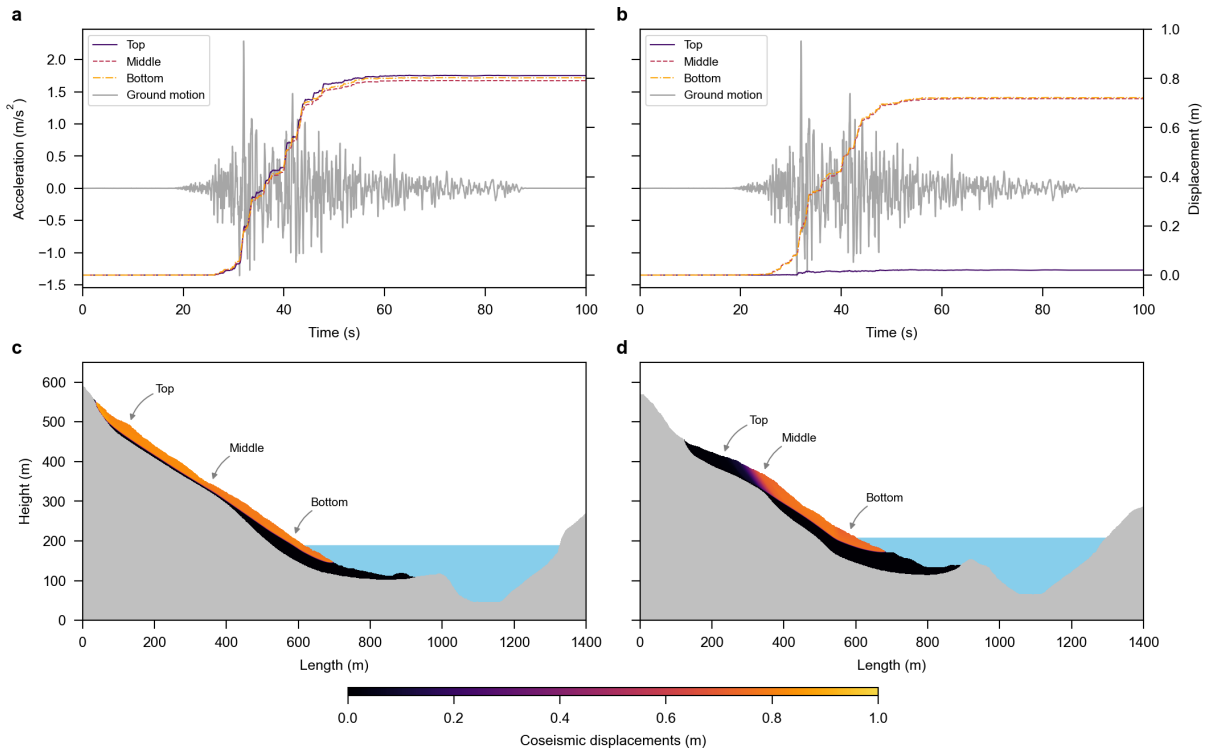 a
b
Top
Middle
Bottom
Ground motion
Top
Middle
Bottom
Ground motion
Acceleration (m/s²)
2.0
1.5
1.0
0.5
0.0
−0.5
−1.0
−1.5
1.0
0.8
0.6
0.4
0.2
0.0
Displacement (m)
0 20 40 60 80 100
0 20 40 60 80 100
Time (s)
Time (s)
c
d
Height (m)
600
500
400
300
200
100
0
Top
Middle
Bottom
Top
Middle
Bottom
0 200 400 600 800 1000 1200 1400
0 200 400 600 800 1000 1200 1400
Length (m)
Length (m)
0.0 0.2 0.4 0.6 0.8 1.0
Coseismic displacements (m)